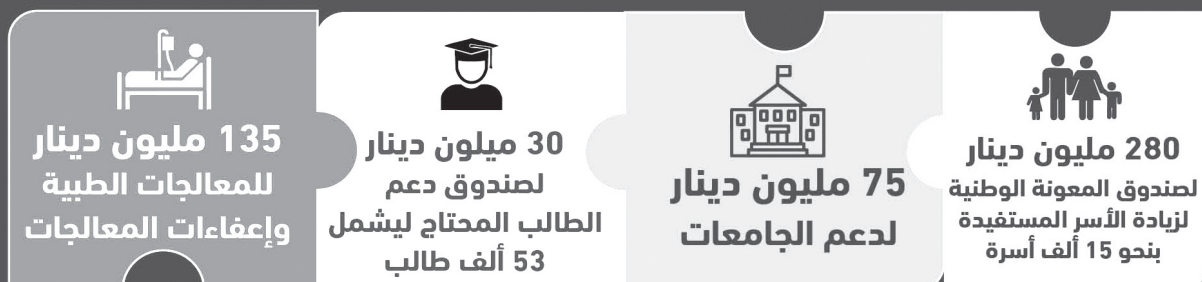 280 مليون دينار
لصندوق المعونة الوطنية
لزيادة الأسر المستفيدة
بنحو 15 ألف أسرة
75 مليون دينار
لدعم الجامعات
30 ميلون دينار
لصندوق دعم
الطالب المحتاج ليشمل
53 ألف طالب
135 مليون دينار
للمعالجات الطبية
وإعفاءات المعالجات